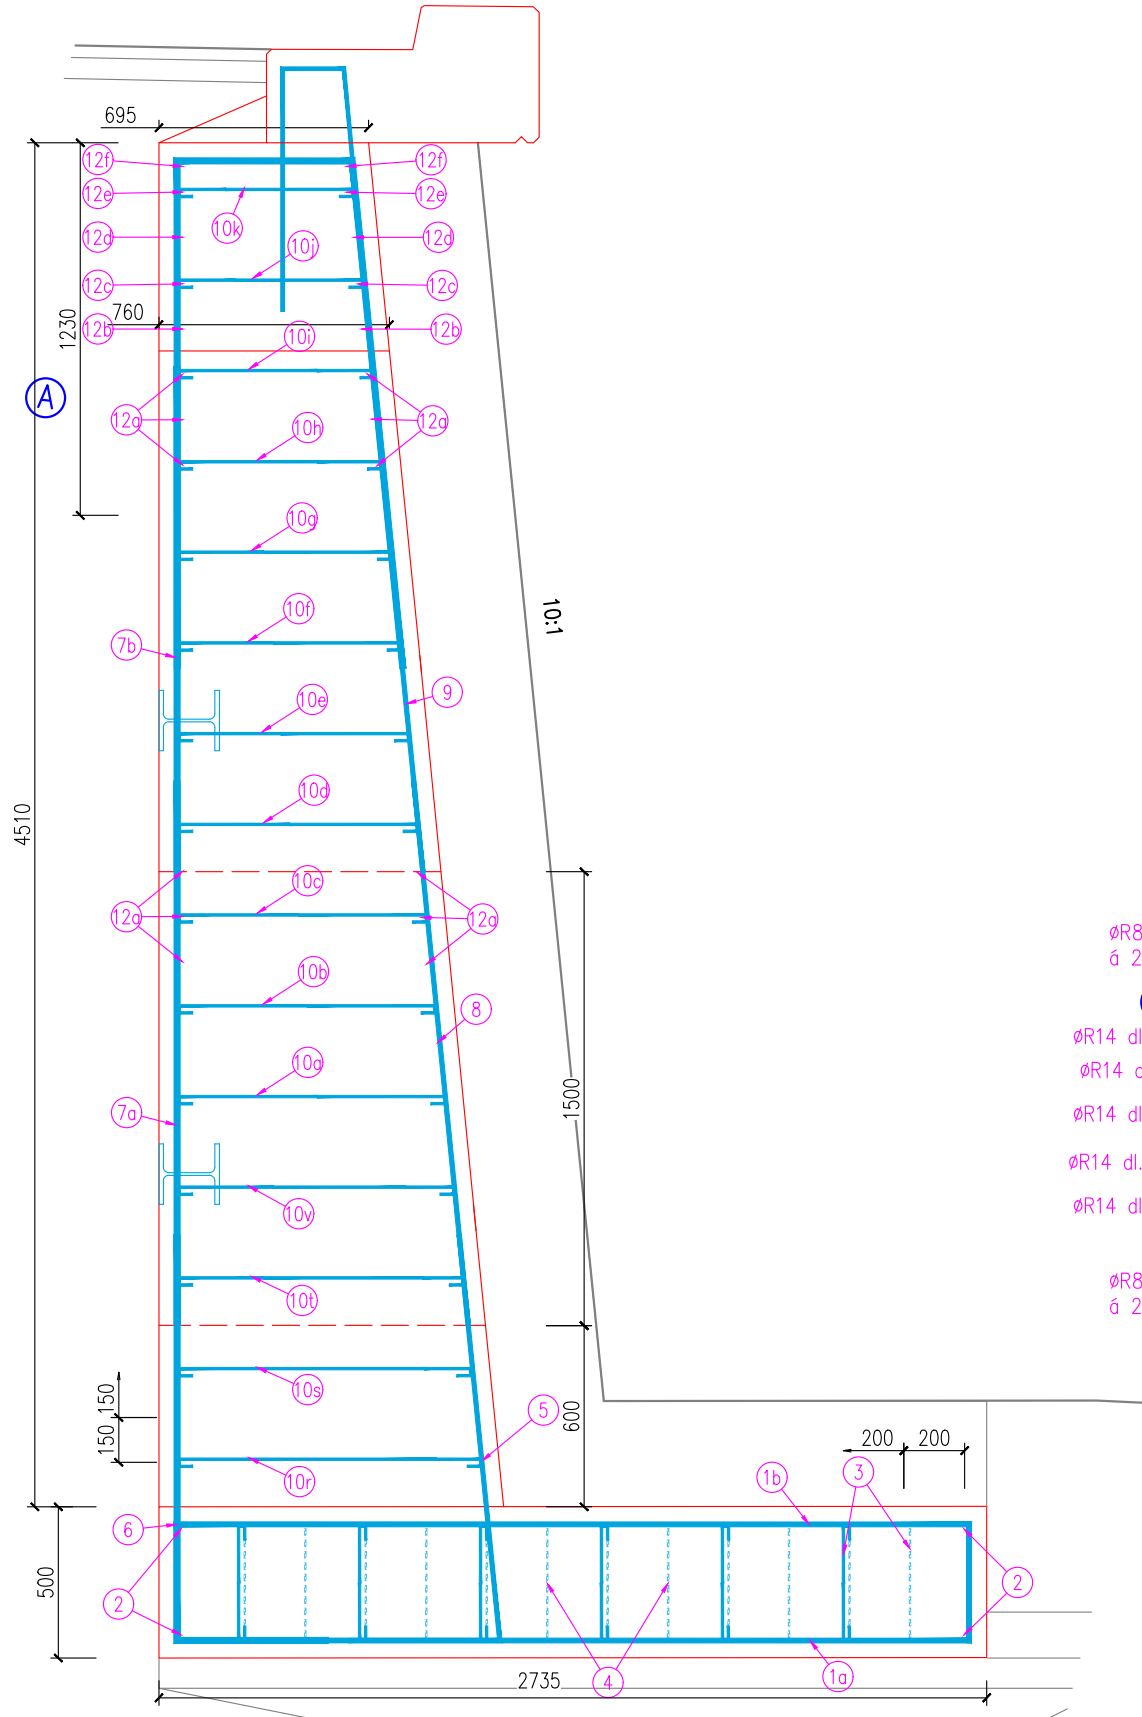 695
12f
12f
12e
12e
10k
12d
12d
10j
12c
12c
760
1230
12b
12b
10i
A
12a
12a
10h
10g
10f
10:1
7b
9
10e
10d
4510
10c
12a
12a
10b
8
10a
7a
1500
10v
10t
10s
150
150
5
600
10r
200
200
3
1b
6
500
2
2
4
1a
2735
øR8
á 2
øR14 dl
øR14 d
øR14 dl
øR14 dl.
øR14 dl
øR8
á 2